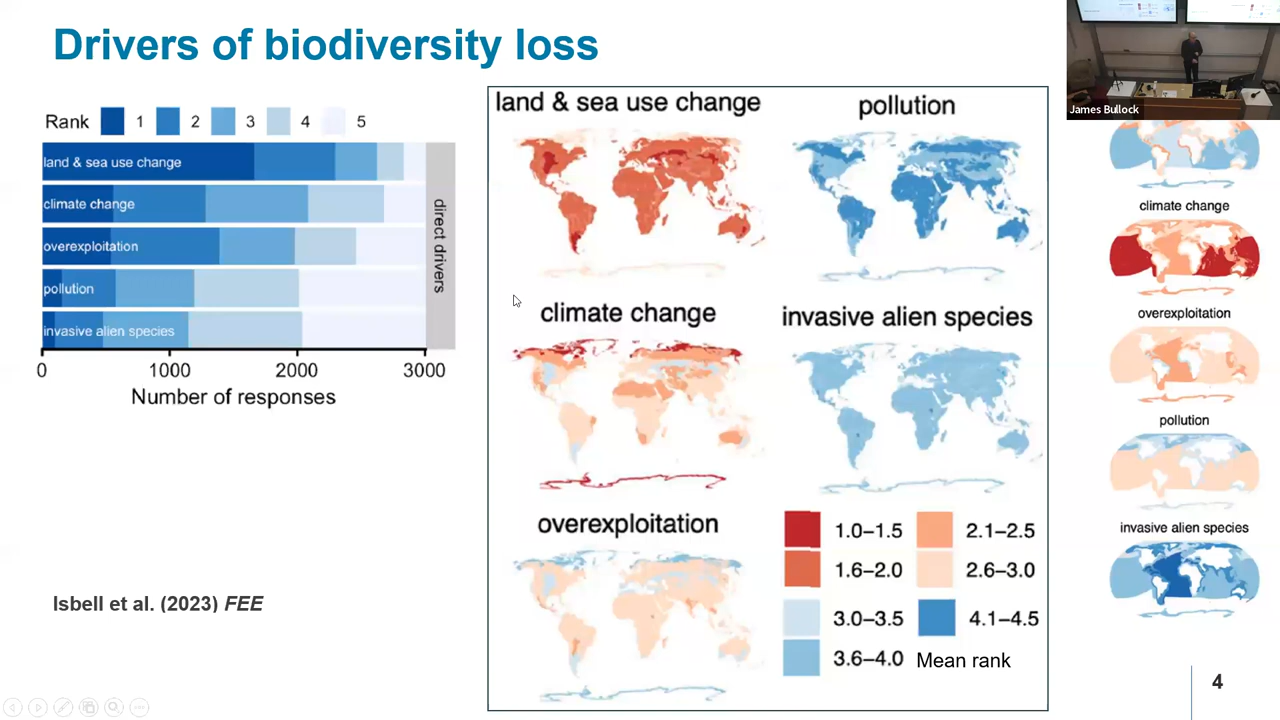 Drivers of biodiversity loss
Rank 1 2 3 4 5
land & sea use change
climate change
overexploitation
pollution
invasive alien species
direct drivers
0 1000 2000 3000
Number of responses
Isbell et al. (2023) FEE
land & sea use change
pollution
climate change
invasive alien species
overexploitation
1.0–1.5 2.1–2.5
1.6–2.0 2.6–3.0
3.0–3.5 4.1–4.5
3.6–4.0 Mean rank
James Bullock
climate change
overexploitation
pollution
invasive alien species
4